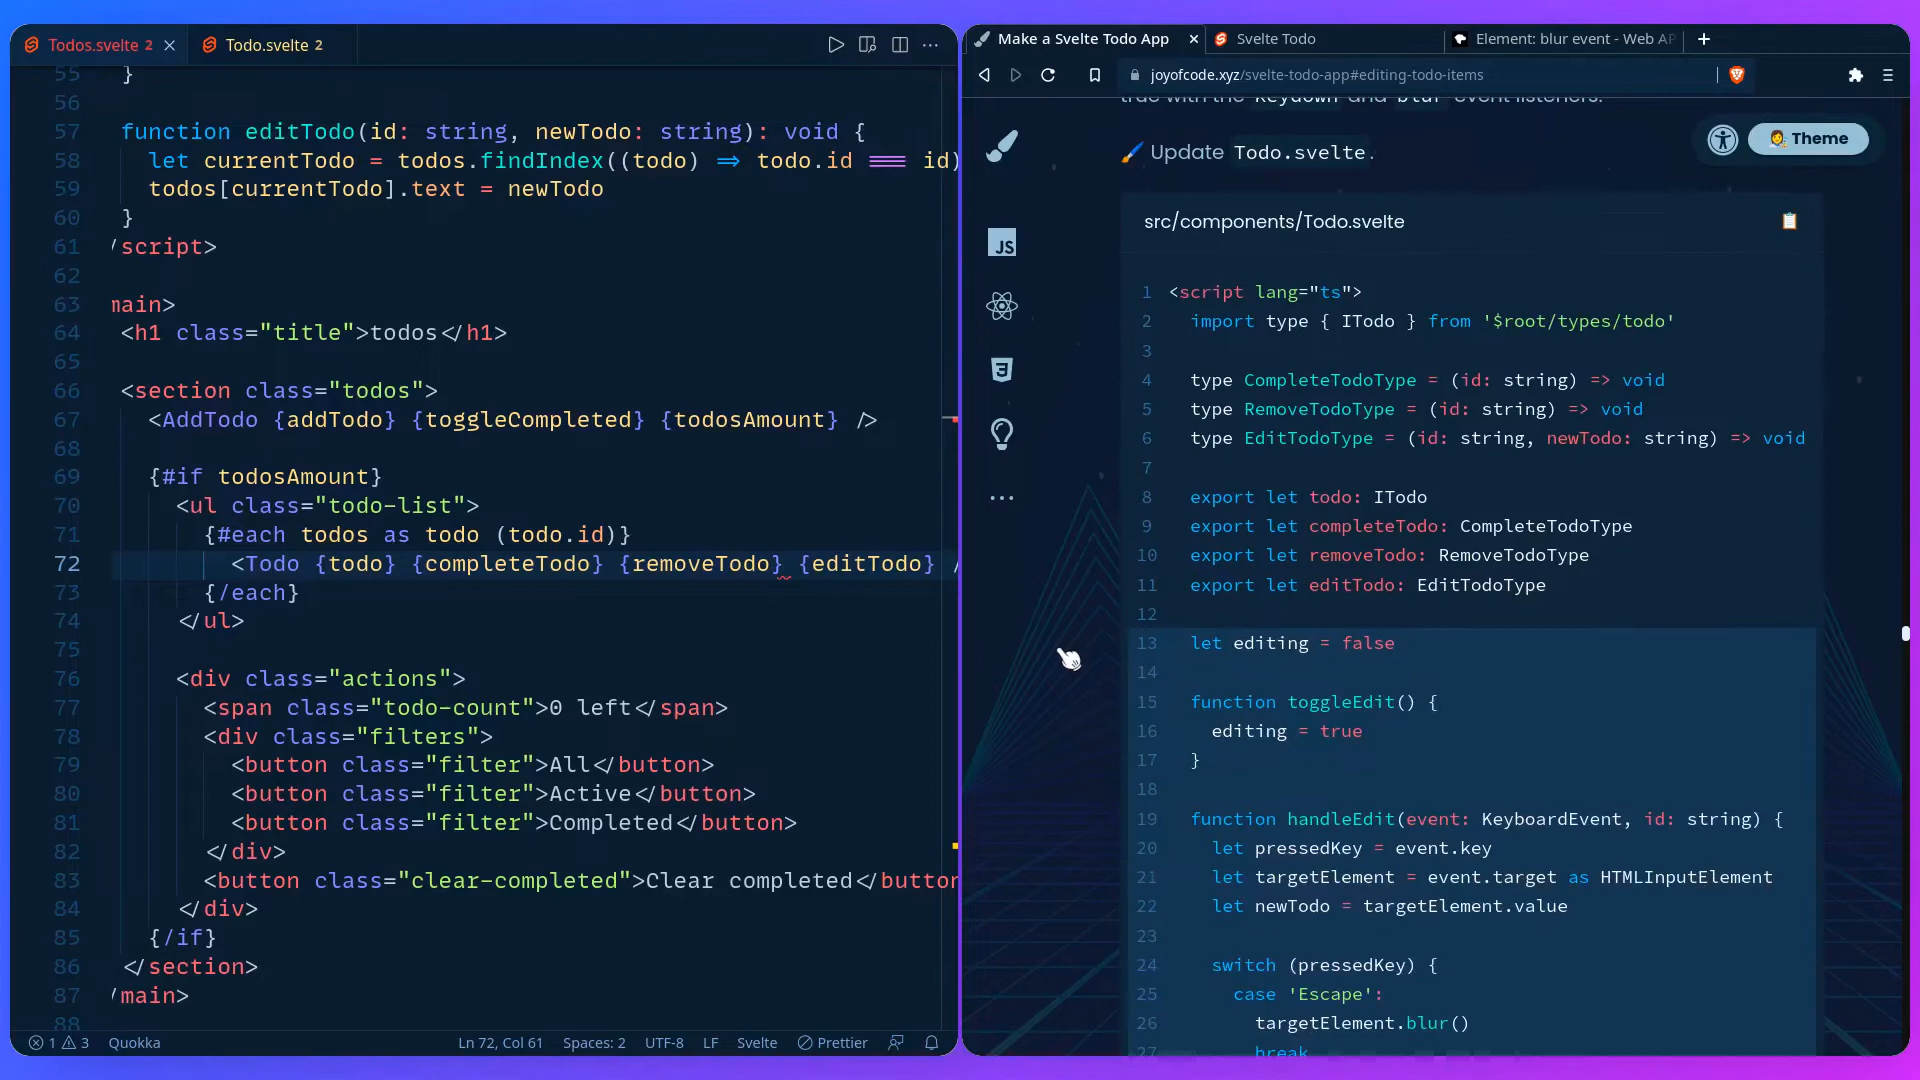 Todos.svelte 2
Todo.svelte 2
55 }
56
57 function editTodo(id: string, newTodo: string): void {
58 let currentTodo = todos.findIndex((todo) => todo.id === id)
59 todos[currentTodo].text = newTodo
60 }
61 /script>
62
63 main>
64 <h1 class="title">todos</h1>
65
66 <section class="todos">
67 <AddTodo {addTodo} {toggleCompleted} {todosAmount} />
68
69 {#if todosAmount}
70 <ul class="todo-list">
71 {#each todos as todo (todo.id)}
72 <Todo {todo} {completeTodo} {removeTodo} {editTodo} /
73 {/each}
74 </ul>
75
76 <div class="actions">
77 <span class="todo-count">0 left</span>
78 <div class="filters">
79 <button class="filter">All</button>
80 <button class="filter">Active</button>
81 <button class="filter">Completed</button>
82 </div>
83 <button class="clear-completed">Clear completed</button
84 </div>
85 {/if}
86 </section>
87 /main>
88
1 3 Quokka Ln 72, Col 61 Spaces: 2 UTF-8 LF Svelte Prettier
Make a Svelte Todo App
Svelte Todo
Element: blur event - Web AP
joyofcode.xyz/svelte-todo-app#editing-todo-items
true with the keydown and blur event listeners.
Theme
Update Todo.svelte.
JS
src/components/Todo.svelte
1 <script lang="ts">
2 import type { ITodo } from '$root/types/todo'
3
4 type CompleteTodoType = (id: string) => void
5 type RemoveTodoType = (id: string) => void
6 type EditTodoType = (id: string, newTodo: string) => void
7
8 export let todo: ITodo
9 export let completeTodo: CompleteTodoType
10 export let removeTodo: RemoveTodoType
11 export let editTodo: EditTodoType
12
13 let editing = false
14
15 function toggleEdit() {
16 editing = true
17 }
18
19 function handleEdit(event: KeyboardEvent, id: string) {
20 let pressedKey = event.key
21 let targetElement = event.target as HTMLInputElement
22 let newTodo = targetElement.value
23
24 switch (pressedKey) {
25 case 'Escape':
26 targetElement.blur()
27 break